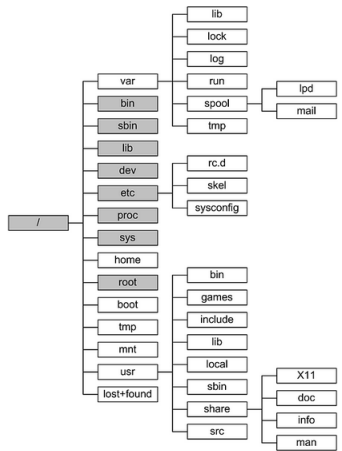 /
var
bin
sbin
lib
dev
etc
proc
sys
home
root
boot
tmp
mnt
usr
lost+found
lib
lock
log
run
spool
tmp
lpd
mail
rc.d
skel
sysconfig
bin
games
include
lib
local
sbin
share
src
X11
doc
info
man